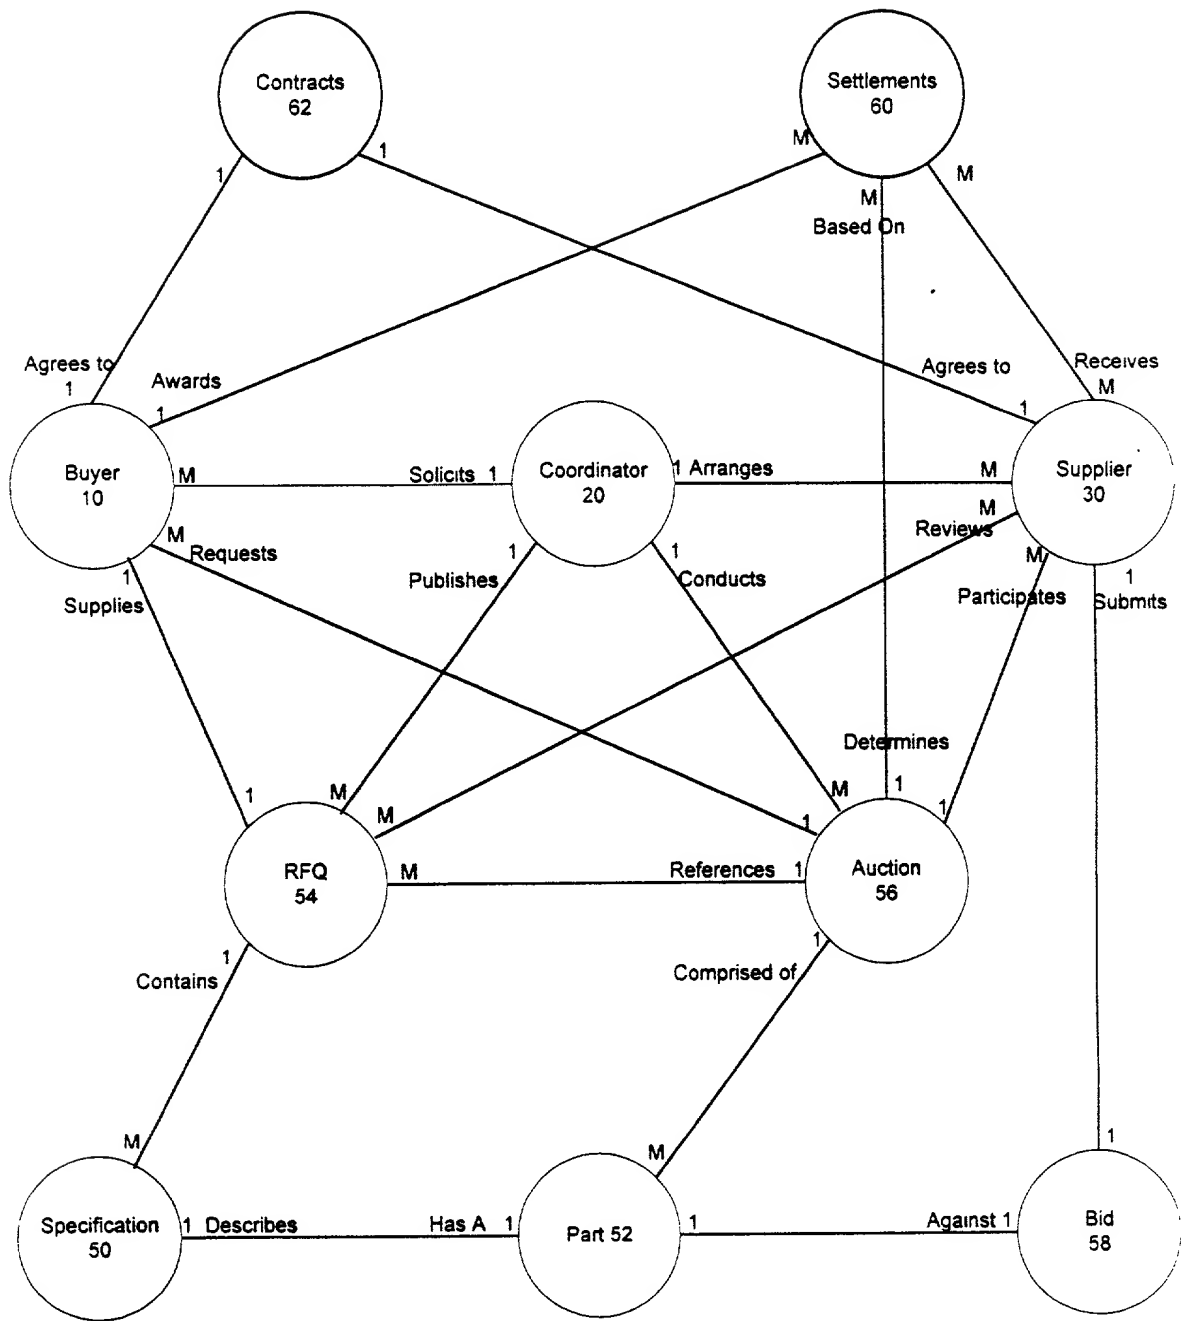 Contracts
62
Settlements
60
1
1
M
M
M
Based On
Agrees to
1
Awards
1
Agrees to
1
Receives
M
Buyer
10
M
Solicits 1
Coordinator
20
1 Arranges
M
Supplier
30
M
Requests
1
Supplies
1
Publishes
1
Conducts
M
Reviews
M
Participates
1
Submits
Determines
1
M
M
M
1
1
1
RFQ
54
M
References 1
Auction
56
1
Contains
1
Comprised of
M
M
1
Specification
50
1 Describes
Has A 1
Part 52
1
Against 1
Bid
58